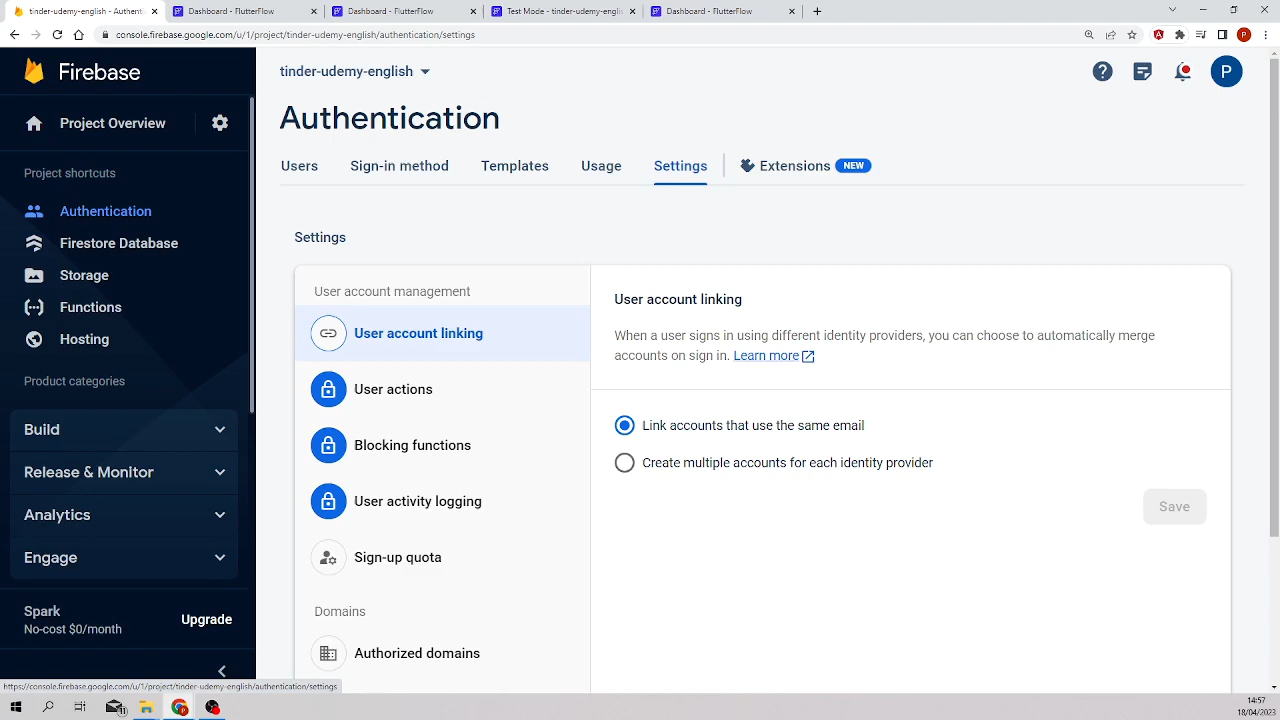 tinder-udemy-english - Authent
Dashboard - FlutterFlow
Dashboard - FlutterFlow
Test Mode - tinder-udemy-englis
Dashboard - FlutterFlow
console.firebase.google.com/u/1/project/tinder-udemy-english/authentication/settings
P
Firebase
Project Overview
Project shortcuts
Authentication
Firestore Database
Storage
Functions
Hosting
Product categories
Build
Release & Monitor
Analytics
Engage
Spark
No-cost $0/month
Upgrade
tinder-udemy-english
P
Authentication
Users
Sign-in method
Templates
Usage
Settings
Extensions NEW
Settings
User account management
User account linking
User actions
Blocking functions
User activity logging
Sign-up quota
Domains
Authorized domains
User account linking
When a user signs in using different identity providers, you can choose to automatically merge
accounts on sign in. Learn more
Link accounts that use the same email
Create multiple accounts for each identity provider
Save
https://console.firebase.google.com/u/1/project/tinder-udemy-english/authentication/settings
14:57
18/04/2023